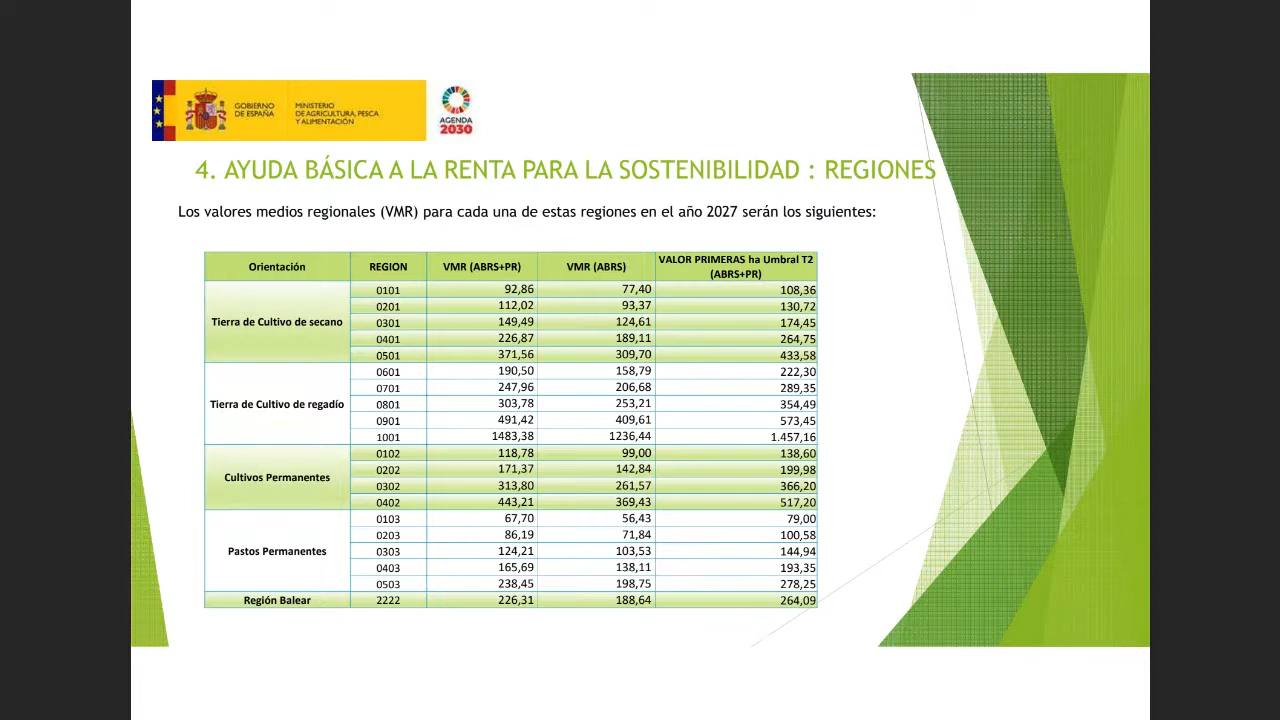 GOBIERNO
DE ESPAÑA
MINISTERIO
DE AGRICULTURA, PESCA
Y ALIMENTACIÓN
AGENDA
2030
4. AYUDA BÁSICA A LA RENTA PARA LA SOSTENIBILIDAD : REGIONES
Los valores medios regionales (VMR) para cada una de estas regiones en el año 2027 serán los siguientes:
Orientación REGION VMR (ABRS+PR) VMR (ABRS) VALOR PRIMERAS ha Umbral T2
(ABRS+PR)
Tierra de Cultivo de secano
0101 92,86 77,40 108,36
0201 112,02 93,37 130,72
0301 149,49 124,61 174,45
0401 226,87 189,11 264,75
0501 371,56 309,70 433,58
Tierra de Cultivo de regadío
0601 190,50 158,79 222,30
0701 247,96 206,68 289,35
0801 303,78 253,21 354,49
0901 491,42 409,61 573,45
1001 1483,38 1236,44 1.457,16
Cultivos Permanentes
0102 118,78 99,00 138,60
0202 171,37 142,84 199,98
0302 313,80 261,57 366,20
0402 443,21 369,43 517,20
Pastos Permanentes
0103 67,70 56,43 79,00
0203 86,19 71,84 100,58
0303 124,21 103,53 144,94
0403 165,69 138,11 193,35
0503 238,45 198,75 278,25
Región Balear 2222 226,31 188,64 264,09